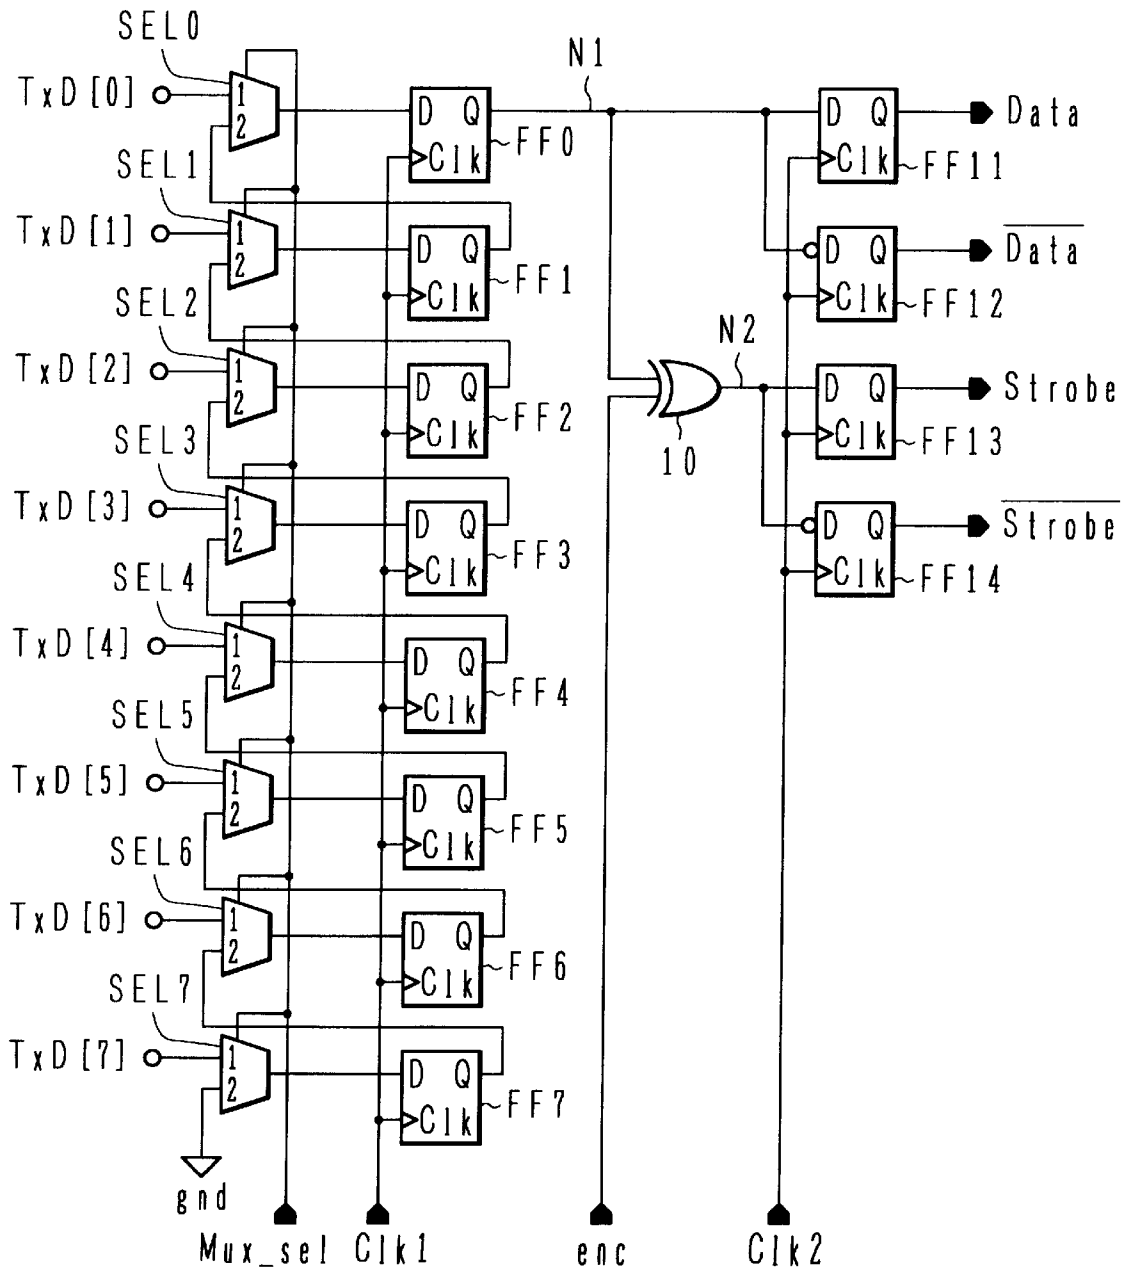 SEL0
TxD[0]
1
2
D Q
Clk
FF0
N1
D Q
Clk
FF11
Data
SEL1
TxD[1]
1
2
D Q
Clk
FF1
D Q
Clk
FF12
Data
SEL2
TxD[2]
1
2
D Q
Clk
FF2
10
N2
D Q
Clk
FF13
Strobe
SEL3
TxD[3]
1
2
D Q
Clk
FF3
D Q
Clk
FF14
Strobe
SEL4
TxD[4]
1
2
D Q
Clk
FF4
SEL5
TxD[5]
1
2
D Q
Clk
FF5
SEL6
TxD[6]
1
2
D Q
Clk
FF6
SEL7
TxD[7]
1
2
D Q
Clk
FF7
gnd
Mux_sel Clk1 enc Clk2